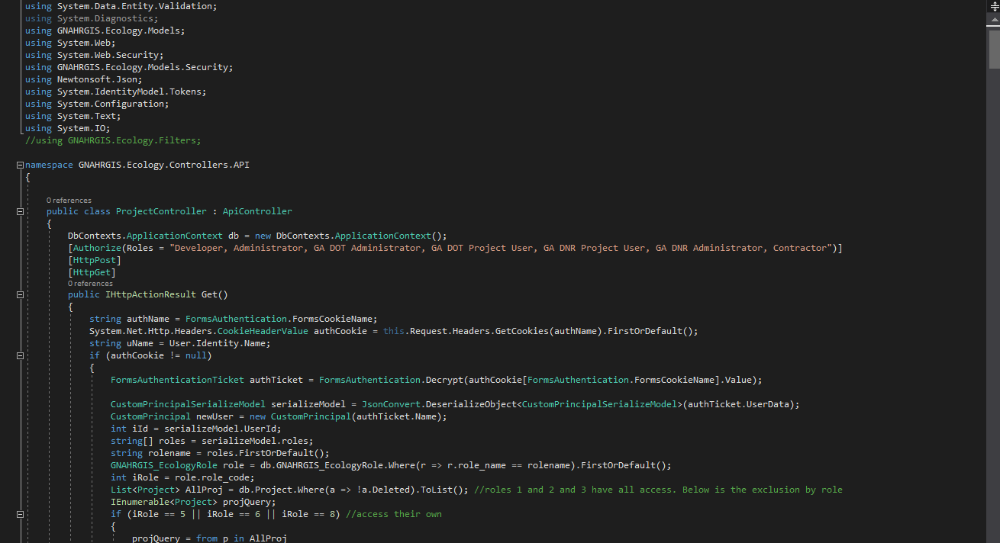 using System.Data.Entity.Validation;
using System.Diagnostics;
using GNAHRGIS.Ecology.Models;
using System.Web;
using System.Web.Security;
using GNAHRGIS.Ecology.Models.Security;
using Newtonsoft.Json;
using System.IdentityModel.Tokens;
using System.Configuration;
using System.Text;
using System.IO;
//using GNAHRGIS.Ecology.Filters;
namespace GNAHRGIS.Ecology.Controllers.API
{
0 references
public class ProjectController : ApiController
{
DbContexts.ApplicationContext db = new DbContexts.ApplicationContext();
[Authorize(Roles = "Developer, Administrator, GA DOT Administrator, GA DOT Project User, GA DNR Project User, GA DNR Administrator, Contractor")]
[HttpPost]
[HttpGet]
0 references
public IHttpActionResult Get()
{
string authName = FormsAuthentication.FormsCookieName;
System.Net.Http.Headers.CookieHeaderValue authCookie = this.Request.Headers.GetCookies(authName).FirstOrDefault();
string uName = User.Identity.Name;
if (authCookie != null)
{
FormsAuthenticationTicket authTicket = FormsAuthentication.Decrypt(authCookie[FormsAuthentication.FormsCookieName].Value);
CustomPrincipalSerializeModel serializeModel = JsonConvert.DeserializeObject<CustomPrincipalSerializeModel>(authTicket.UserData);
CustomPrincipal newUser = new CustomPrincipal(authTicket.Name);
int iId = serializeModel.UserId;
string[] roles = serializeModel.roles;
string rolename = roles.FirstOrDefault();
GNAHRGIS_EcologyRole role = db.GNAHRGIS_EcologyRole.Where(r => r.role_name == rolename).FirstOrDefault();
int iRole = role.role_code;
List<Project> AllProj = db.Project.Where(a => !a.Deleted).ToList(); //roles 1 and 2 and 3 have all access. Below is the exclusion by role
IEnumerable<Project> projQuery;
if (iRole == 5 || iRole == 6 || iRole == 8) //access their own
{
projQuery = from p in AllProj